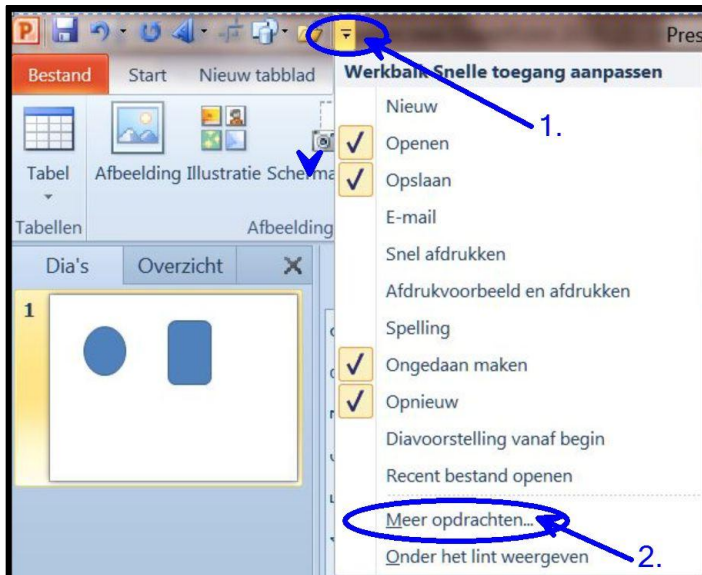 Pres
Bestand Start Nieuw tabblad
Werkbalk Snelle toegang aanpassen
1.
Nieuw
Openen
Opslaan
E-mail
Snel afdrukken
Afdrukvoorbeeld en afdrukken
Spelling
Ongedaan maken
Opnieuw
Diavoorstelling vanaf begin
Recent bestand openen
Meer opdrachten...
Onder het lint weergeven
2.
Tabel Afbeelding Illustratie Scherma
Tabellen Afbeelding
Dia's Overzicht
1